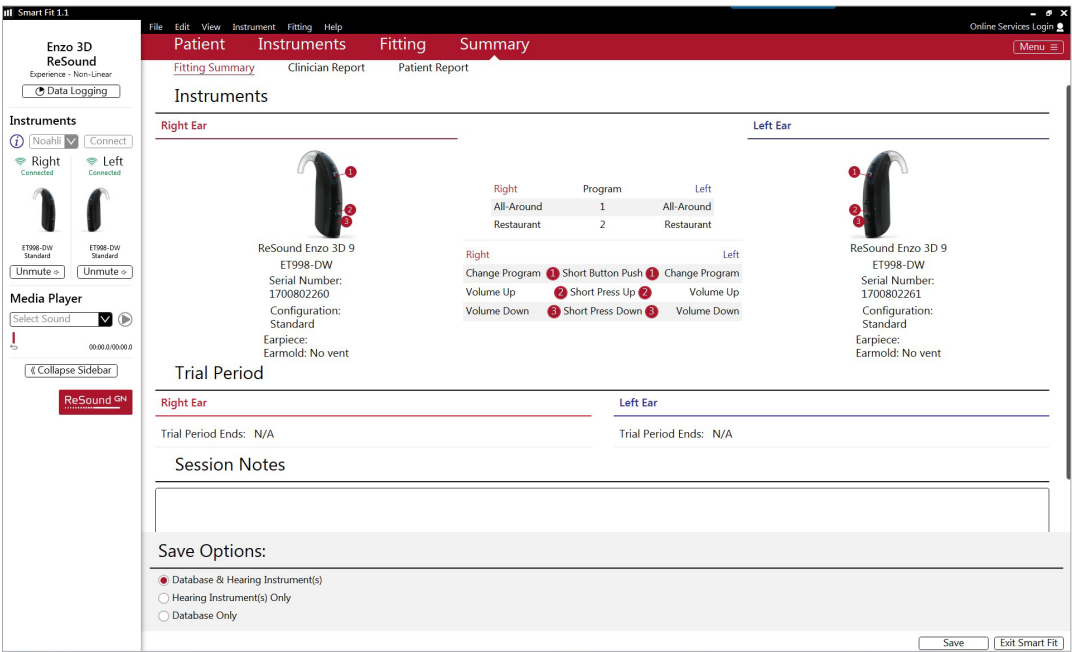 Smart Fit 1.1
File Edit View Instrument Fitting Help
Online Services Login
Patient Instruments Fitting Summary
Menu
Fitting Summary Clinician Report Patient Report
Enzo 3D
ReSound
Experience - Non-Linear
Data Logging
Instruments
i Noahli Connect
Right Left
Connected Connected
ET998-DW ET998-DW
Standard Standard
Unmute Unmute
Media Player
Select Sound
00:00.0/00:00.0
Collapse Sidebar
ReSound GN
Instruments
Right Ear
1
2
3
ReSound Enzo 3D 9
ET998-DW
Serial Number:
1700802260
Configuration:
Standard
Earpiece:
Earmold: No vent
Right Program Left
All-Around 1 All-Around
Restaurant 2 Restaurant
Right Left
Change Program 1 Short Button Push 1 Change Program
Volume Up 2 Short Press Up 2 Volume Up
Volume Down 3 Short Press Down 3 Volume Down
Left Ear
1
2
3
ReSound Enzo 3D 9
ET998-DW
Serial Number:
1700802261
Configuration:
Standard
Earpiece:
Earmold: No vent
Trial Period
Right Ear Left Ear
Trial Period Ends: N/A Trial Period Ends: N/A
Session Notes
Save Options:
Database & Hearing Instrument(s)
Hearing Instrument(s) Only
Database Only
Save Exit Smart Fit